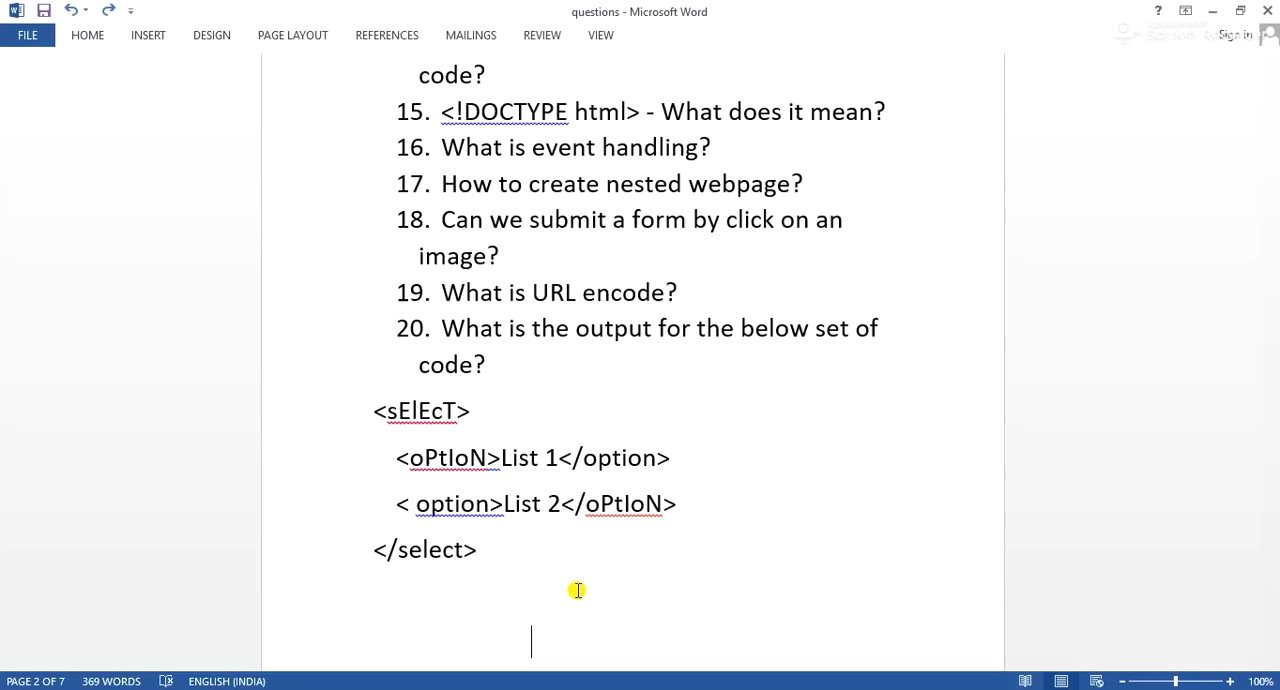 questions - Microsoft Word
?
Sign in
FILE HOME INSERT DESIGN PAGE LAYOUT REFERENCES MAILINGS REVIEW VIEW
code?
15. <!DOCTYPE html> - What does it mean?
16. What is event handling?
17. How to create nested webpage?
18. Can we submit a form by click on an
image?
19. What is URL encode?
20. What is the output for the below set of
code?
<sElEcT>
<oPtIoN>List 1</option>
< option>List 2</oPtIoN>
</select>
PAGE 2 OF 7 369 WORDS ENGLISH (INDIA) 100%